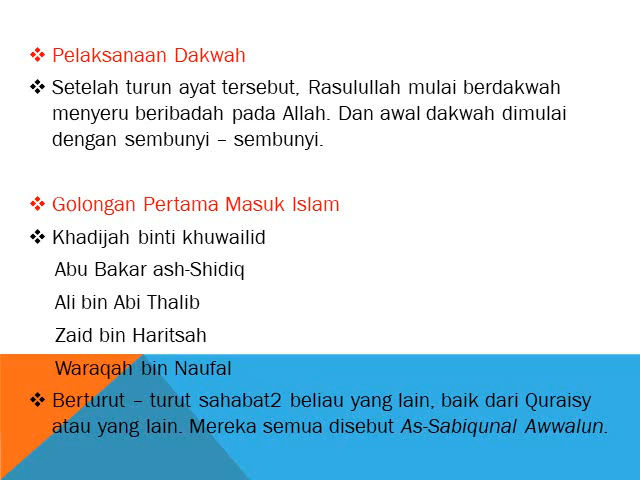 ❖ Pelaksanaan Dakwah
❖ Setelah turun ayat tersebut, Rasulullah mulai berdakwah
menyeru beribadah pada Allah. Dan awal dakwah dimulai
dengan sembunyi – sembunyi.
❖ Golongan Pertama Masuk Islam
❖ Khadijah binti khuwailid
Abu Bakar ash-Shidiq
Ali bin Abi Thalib
Zaid bin Haritsah
Waraqah bin Naufal
❖ Berturut – turut sahabat2 beliau yang lain, baik dari Quraisy
atau yang lain. Mereka semua disebut As-Sabiqunal Awwalun.